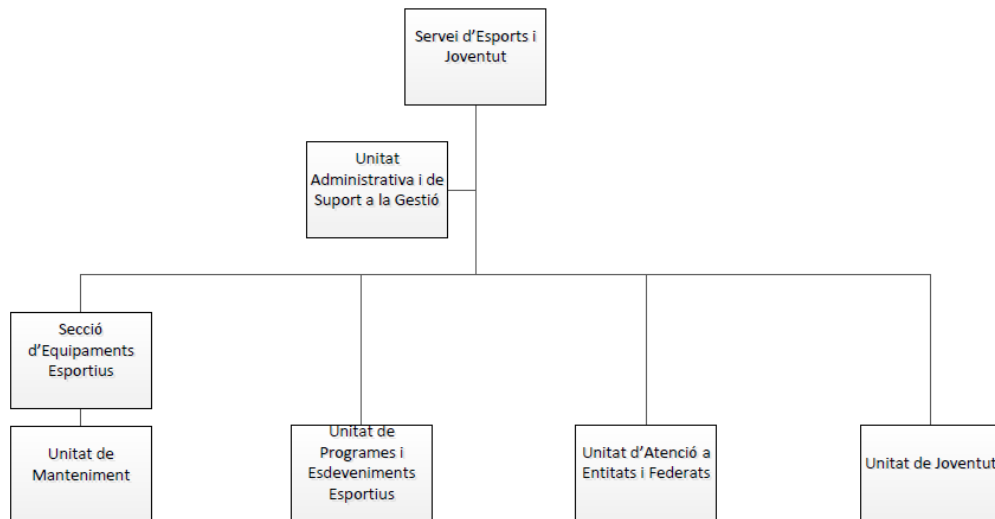 Servei d’Esports i
Joventut
Unitat
Administrativa i de
Suport a la Gestió
Secció
d’Equipaments
Esportius
Unitat de
Manteniment
Unitat de
Programes i
Esdeveniments
Esportius
Unitat d’Atenció a
Entitats i Federats
Unitat de Joventut